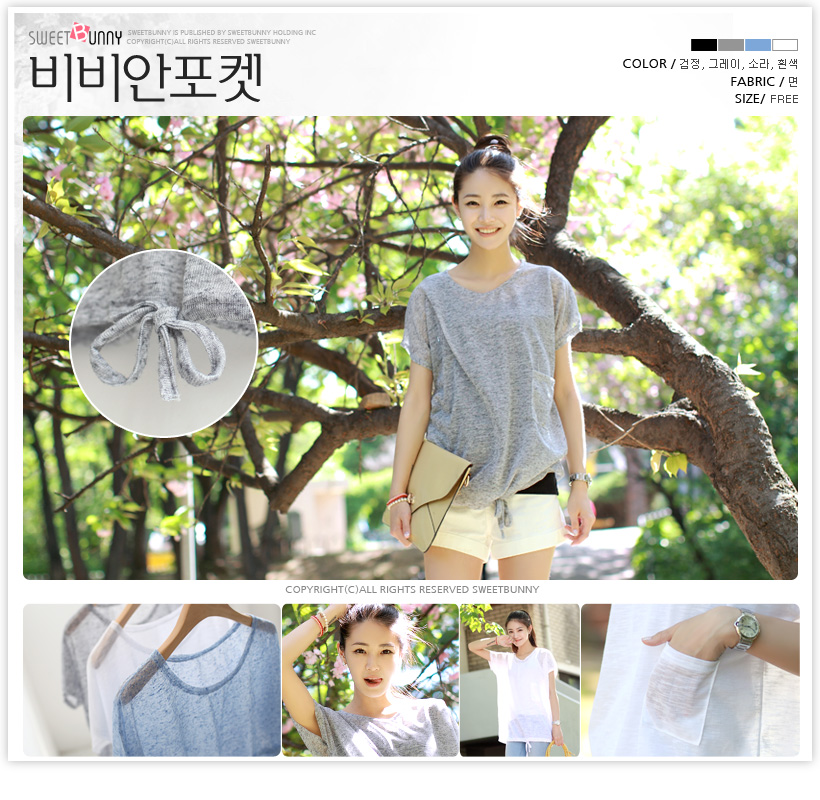 SWEETBUNNY
SWEETBUNNY IS PUBLISHED BY SWEETBUNNY HOLDING INC
COPYRIGHT(C)ALL RIGHTS RESERVED SWEETBUNNY
비비안포켓
COLOR / 검정, 그레이, 소라, 흰색
FABRIC / 면
SIZE/ FREE
COPYRIGHT(C)ALL RIGHTS RESERVED SWEETBUNNY